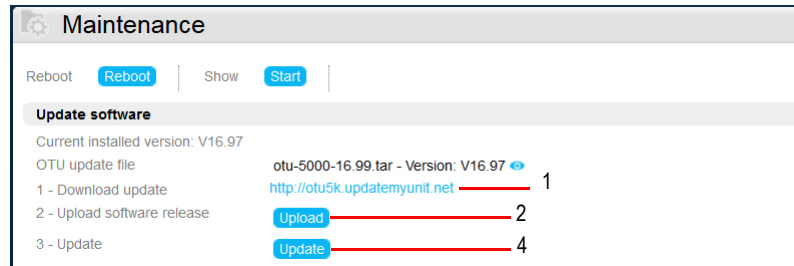 Maintenance
Reboot Reboot Show Start
Update software
Current installed version: V16.97
OTU update file otu-5000-16.99.tar - Version: V16.97
1 - Download update http://otu5k.updatemyunit.net 1
2 - Upload software release Upload 2
3 - Update Update 4